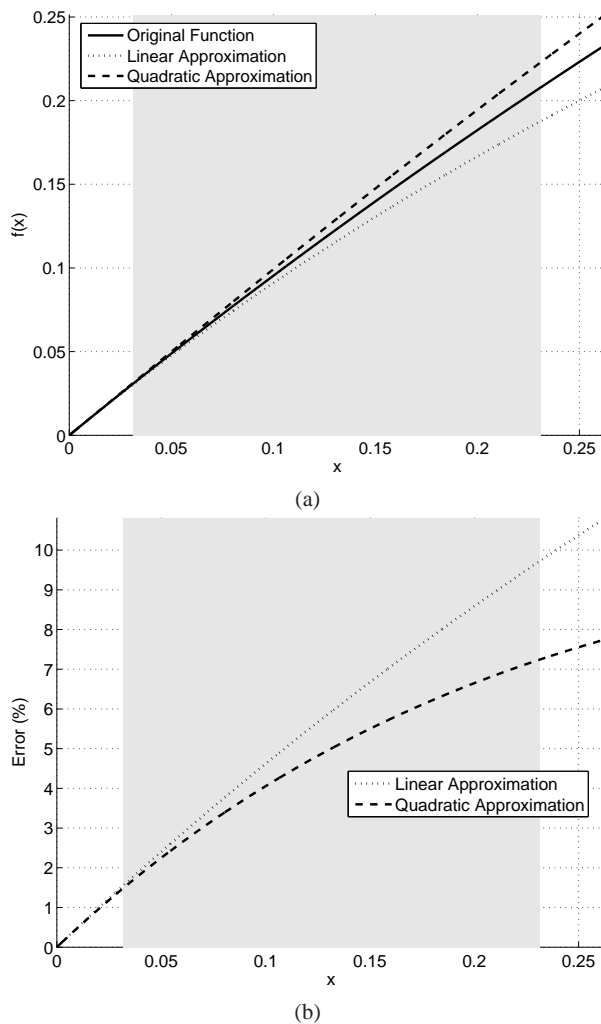 Original Function
Linear Approximation
Quadratic Approximation
0.25
0.2
0.15
0.1
0.05
0
f(x)
0 0.05 0.1 0.15 0.2 0.25
x
(a)
10
9
8
7
6
5
4
3
2
1
0
Error (%)
Linear Approximation
Quadratic Approximation
0 0.05 0.1 0.15 0.2 0.25
x
(b)